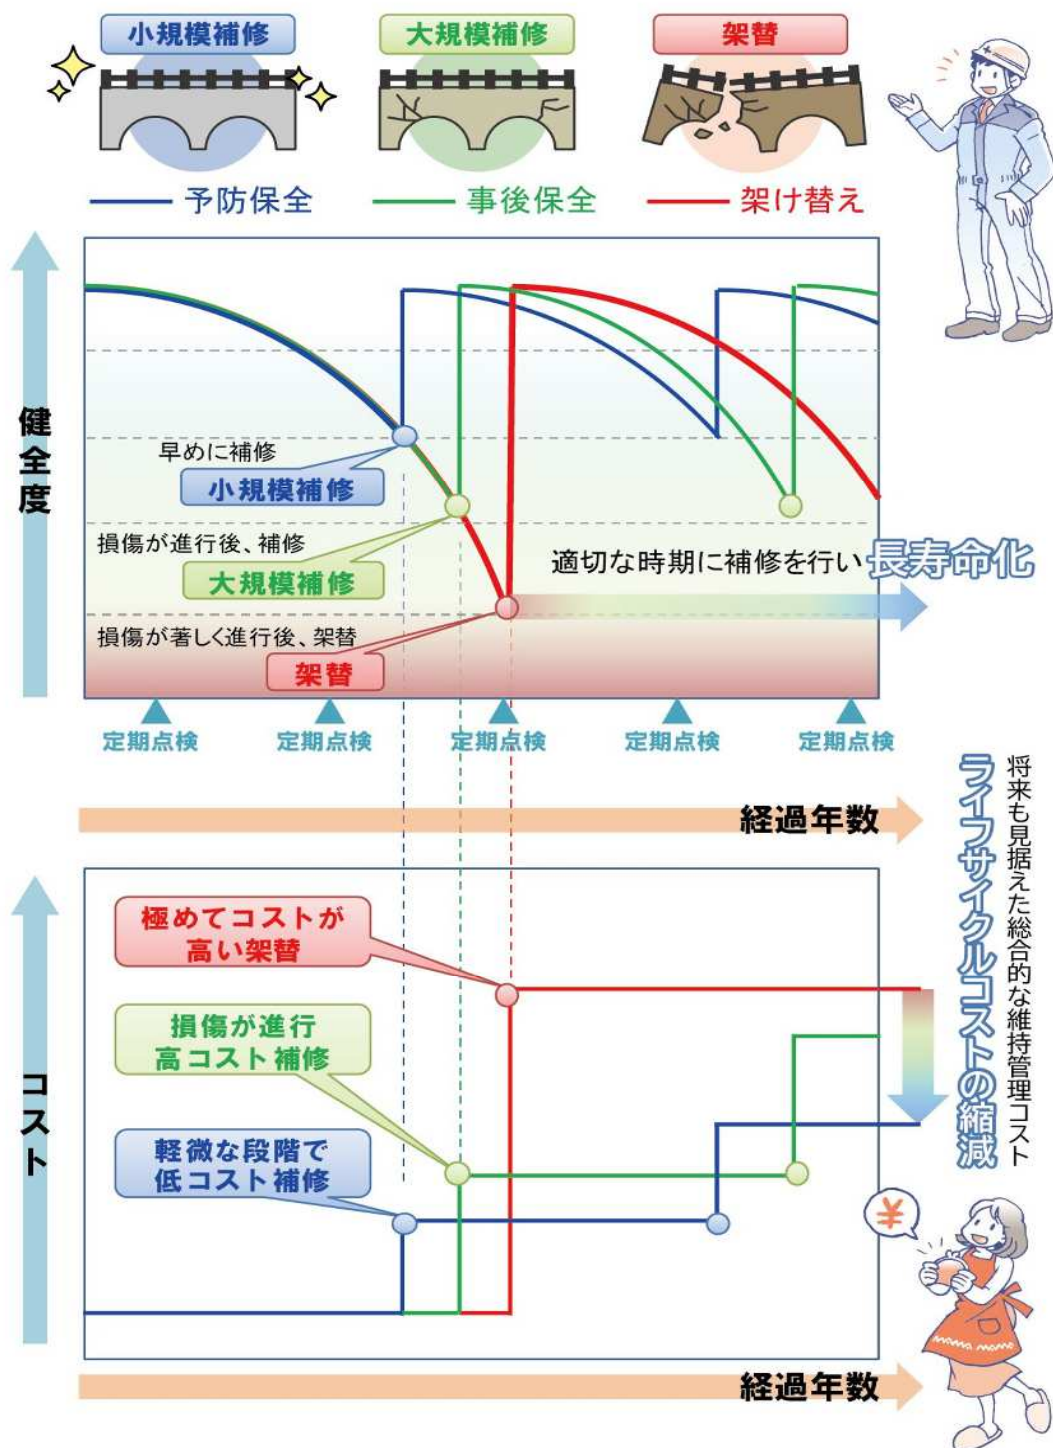 小規模補修
大規模補修
架替
予防保全
事後保全
架け替え
健全度
早めに補修
小規模補修
損傷が進行後、補修
大規模補修
適切な時期に補修を行い長寿命化
損傷が著しく進行後、架替
架替
定期点検
定期点検
定期点検
定期点検
定期点検
経過年数
将来も見据えた総合的な維持管理コスト
ライフサイクルコストの縮減
コスト
極めてコストが
高い架替
損傷が進行
高コスト補修
軽微な段階で
低コスト補修
¥
経過年数